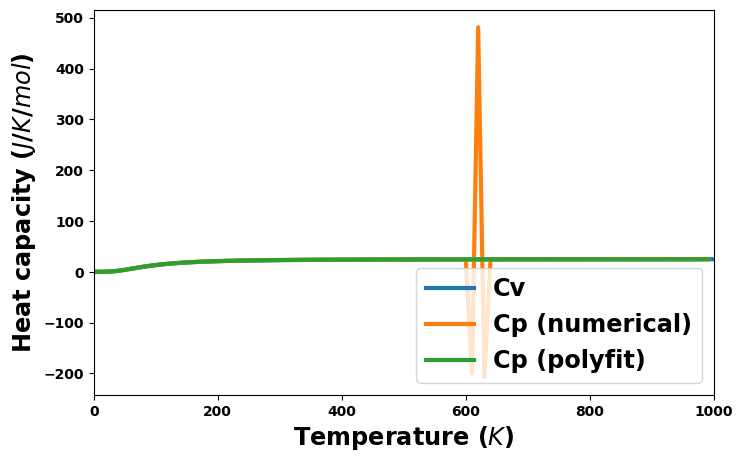 Heat capacity (J/K/mol)
500
400
300
200
100
0
−100
−200
Cv
Cp (numerical)
Cp (polyfit)
0 200 400 600 800 1000
Temperature (K)